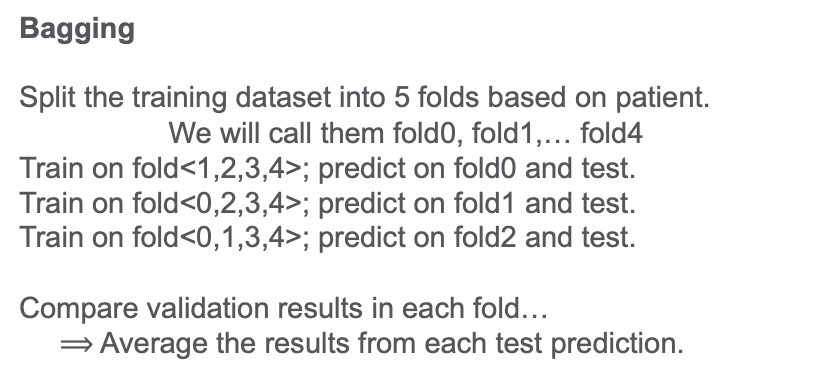 Bagging
Split the training dataset into 5 folds based on patient.
We will call them fold0, fold1,... fold4
Train on fold<1,2,3,4>; predict on fold0 and test.
Train on fold<0,2,3,4>; predict on fold1 and test.
Train on fold<0,1,3,4>; predict on fold2 and test.
Compare validation results in each fold...
⟹ Average the results from each test prediction.